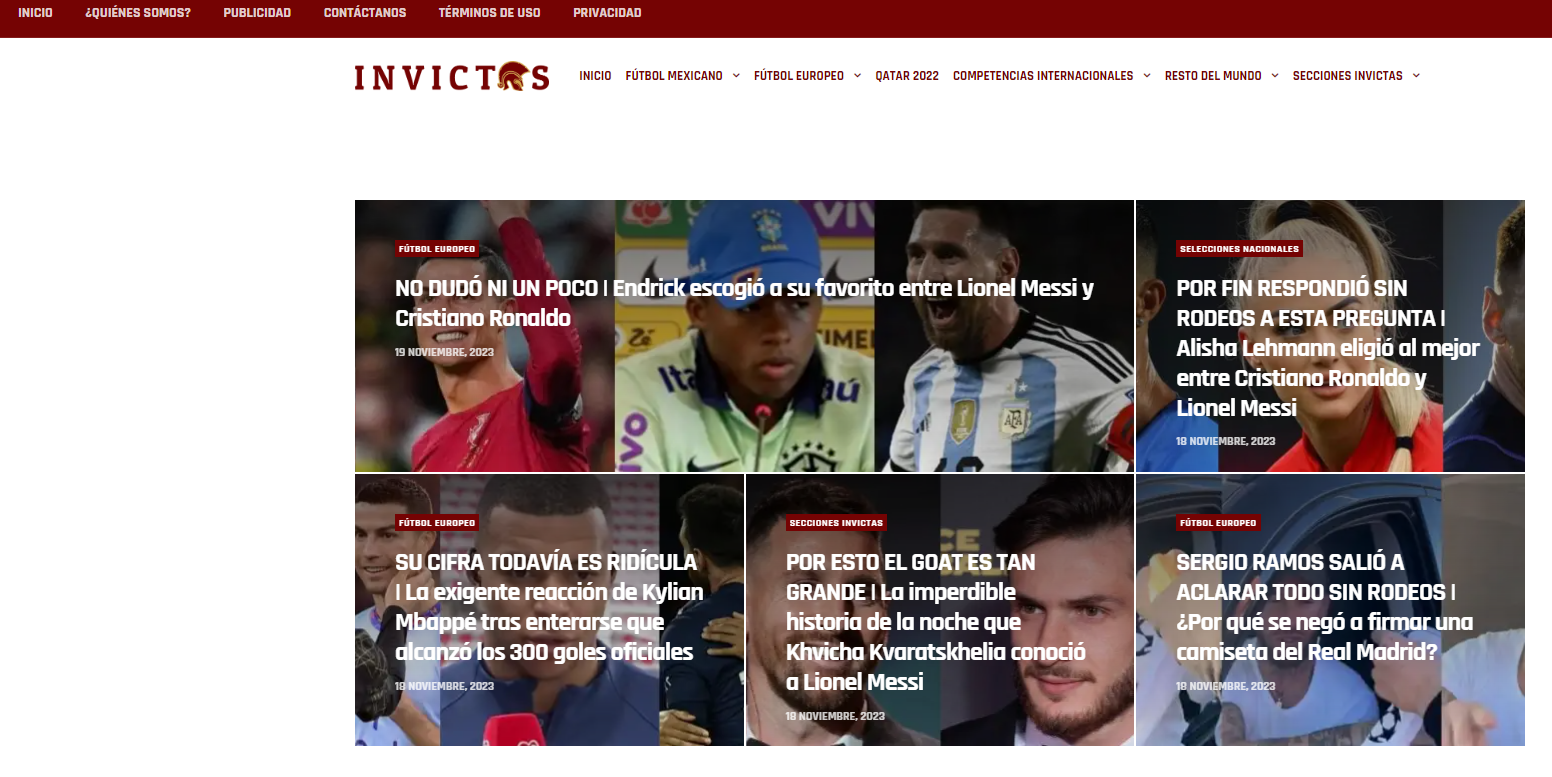 INICIO ¿QUIÉNES SOMOS? PUBLICIDAD CONTÁCTANOS TÉRMINOS DE USO PRIVACIDAD
INVICTOS INICIO FÚTBOL MEXICANO FÚTBOL EUROPEO QATAR 2022 COMPETENCIAS INTERNACIONALES RESTO DEL MUNDO SECCIONES INVICTAS
FÚTBOL EUROPEO
NO DUDÓ NI UN POCO | Endrick escogió a su favorito entre Lionel Messi y
Cristiano Ronaldo
19 NOVIEMBRE, 2023
SELECCIONES NACIONALES
POR FIN RESPONDIÓ SIN
RODEOS A ESTA PREGUNTA |
Alisha Lehmann eligió al mejor
entre Cristiano Ronaldo y
Lionel Messi
18 NOVIEMBRE, 2023
FÚTBOL EUROPEO
SU CIFRA TODAVÍA ES RIDÍCULA
| La exigente reacción de Kylian
Mbappé tras enterarse que
alcanzó los 300 goles oficiales
18 NOVIEMBRE, 2023
SECCIONES INVICTAS
POR ESTO EL GOAT ES TAN
GRANDE | La imperdible
historia de la noche que
Khvicha Kvaratskhelia conoció
a Lionel Messi
18 NOVIEMBRE, 2023
FÚTBOL EUROPEO
SERGIO RAMOS SALIÓ A
ACLARAR TODO SIN RODEOS |
¿Por qué se negó a firmar una
camiseta del Real Madrid?
18 NOVIEMBRE, 2023
BRASIL
AFA